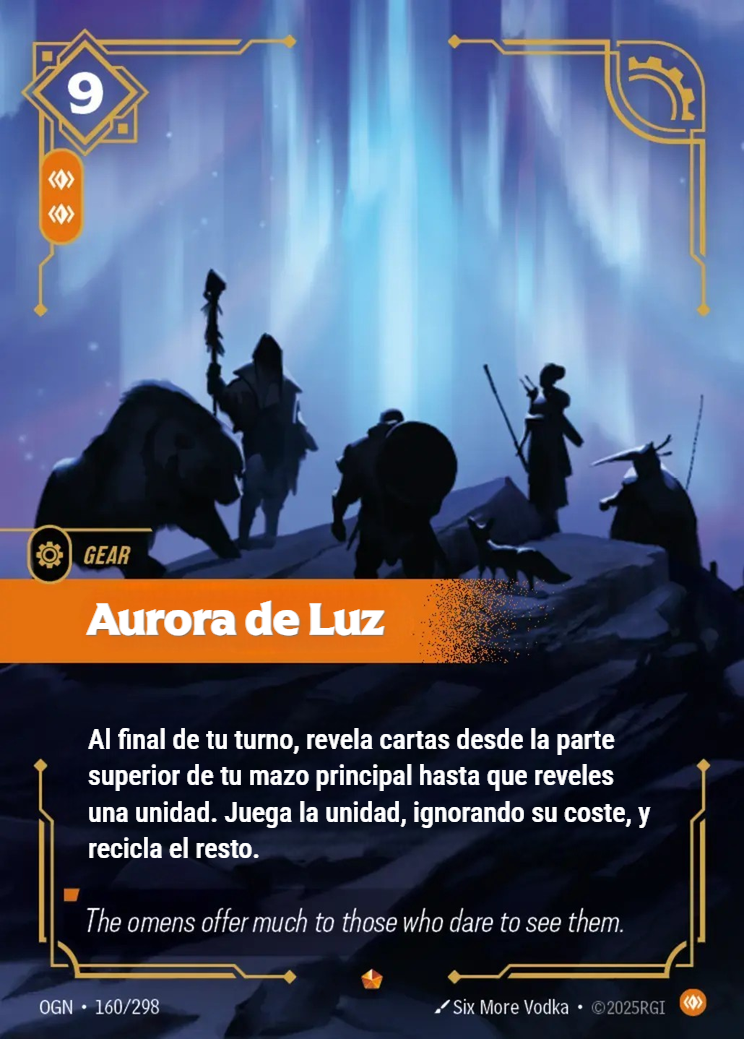 9
GEAR
Aurora de Luz
Al final de tu turno, revela cartas desde la parte
superior de tu mazo principal hasta que reveles
una unidad. Juega la unidad, ignorando su coste, y
recicla el resto.
The omens offer much to those who dare to see them.
OGN • 160/298
Six More Vodka • ©2025RGI